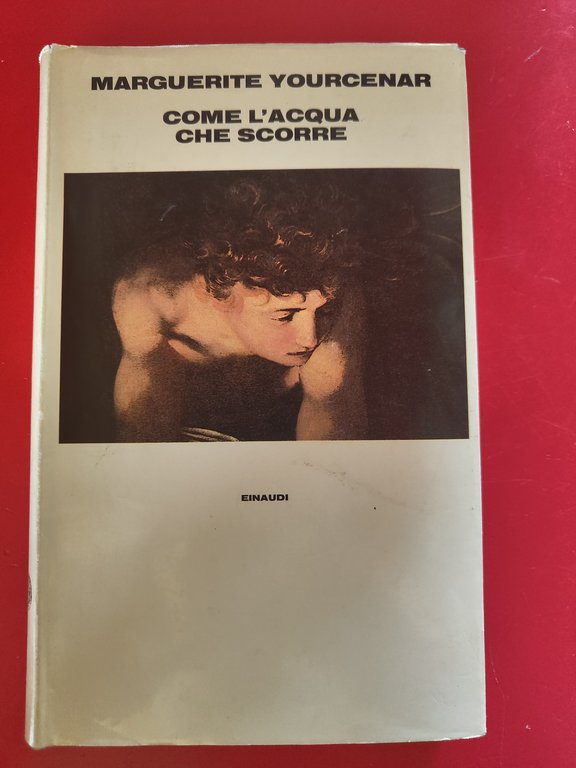 MARGUERITE YOURCENAR
COME L'ACQUA
CHE SCORRE
EINAUDI